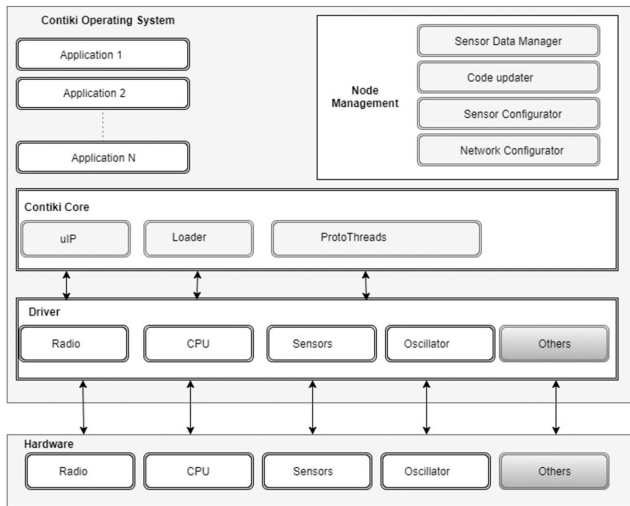 Contiki Operating System
Application 1
Application 2
Application N
Node
Management
Sensor Data Manager
Code updater
Sensor Configurator
Network Configurator
Contiki Core
uIP
Loader
ProtoThreads
Driver
Radio
CPU
Sensors
Oscillator
Others
Hardware
Radio
CPU
Sensors
Oscillator
Others